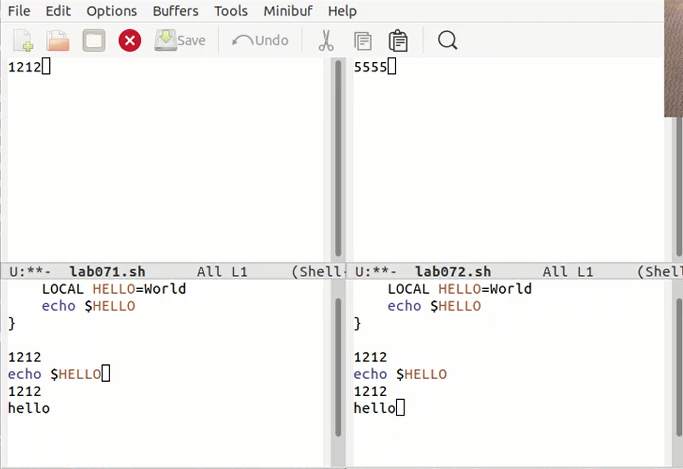 File Edit Options Buffers Tools Minibuf Help
Save Undo
1212
5555
U:**- lab071.sh All L1 (Shell-
U:**- lab072.sh All L1 (Shell
LOCAL HELLO=World
echo $HELLO
}
1212
echo $HELLO
1212
hello
LOCAL HELLO=World
echo $HELLO
}
1212
echo $HELLO
1212
hello